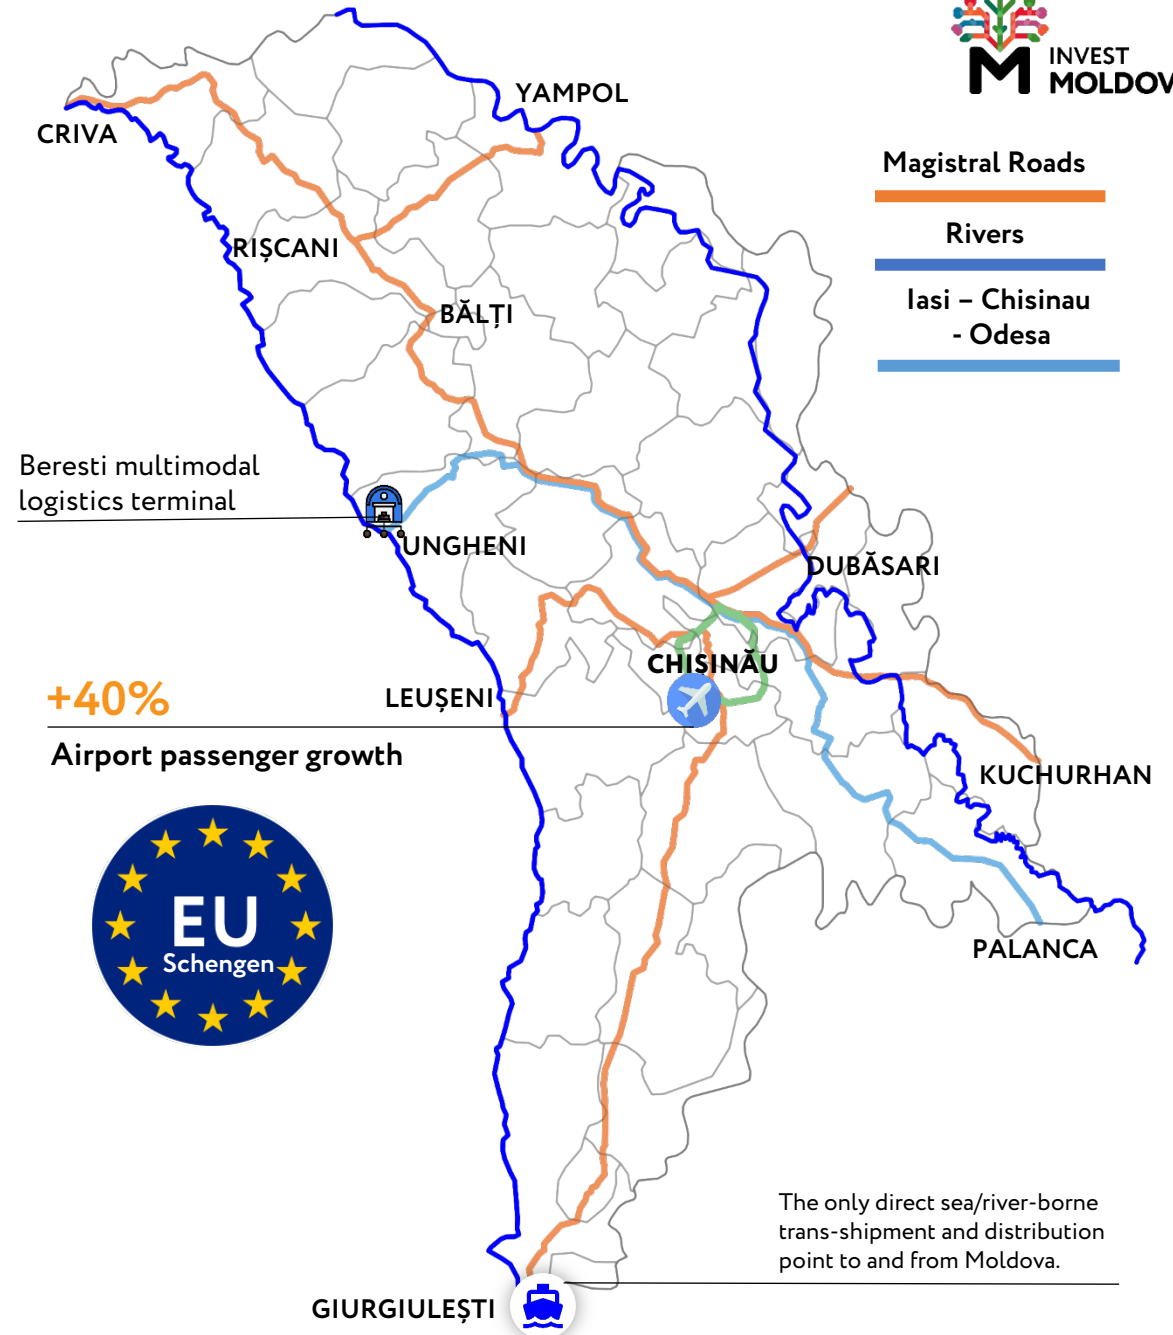 INVEST
MOLDOV
YAMPOL
CRIVA
Magistral Roads
Rivers
Iasi – Chisinau
- Odesa
RIȘCANI
BĂLȚI
Beresti multimodal
logistics terminal
UNGHENI
DUBĂSARI
CHIȘINĂU
LEUȘENI
+40%
Airport passenger growth
KUCHURHAN
EU
Schengen
PALANCA
The only direct sea/river-borne
trans-shipment and distribution
point to and from Moldova.
GIURGIULEȘTI